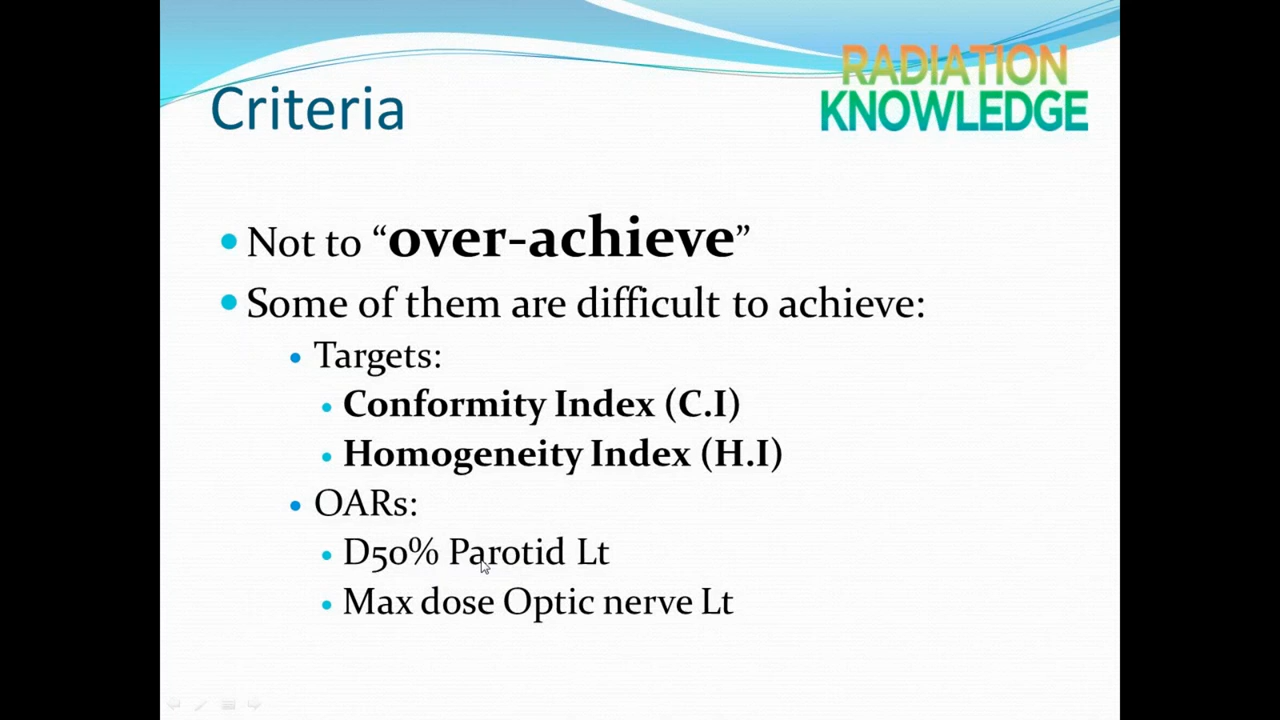 RADIATION
KNOWLEDGE
Criteria
• Not to “over-achieve”
• Some of them are difficult to achieve:
• Targets:
• Conformity Index (C.I)
• Homogeneity Index (H.I)
• OARs:
• D50% Parotid Lt
• Max dose Optic nerve Lt